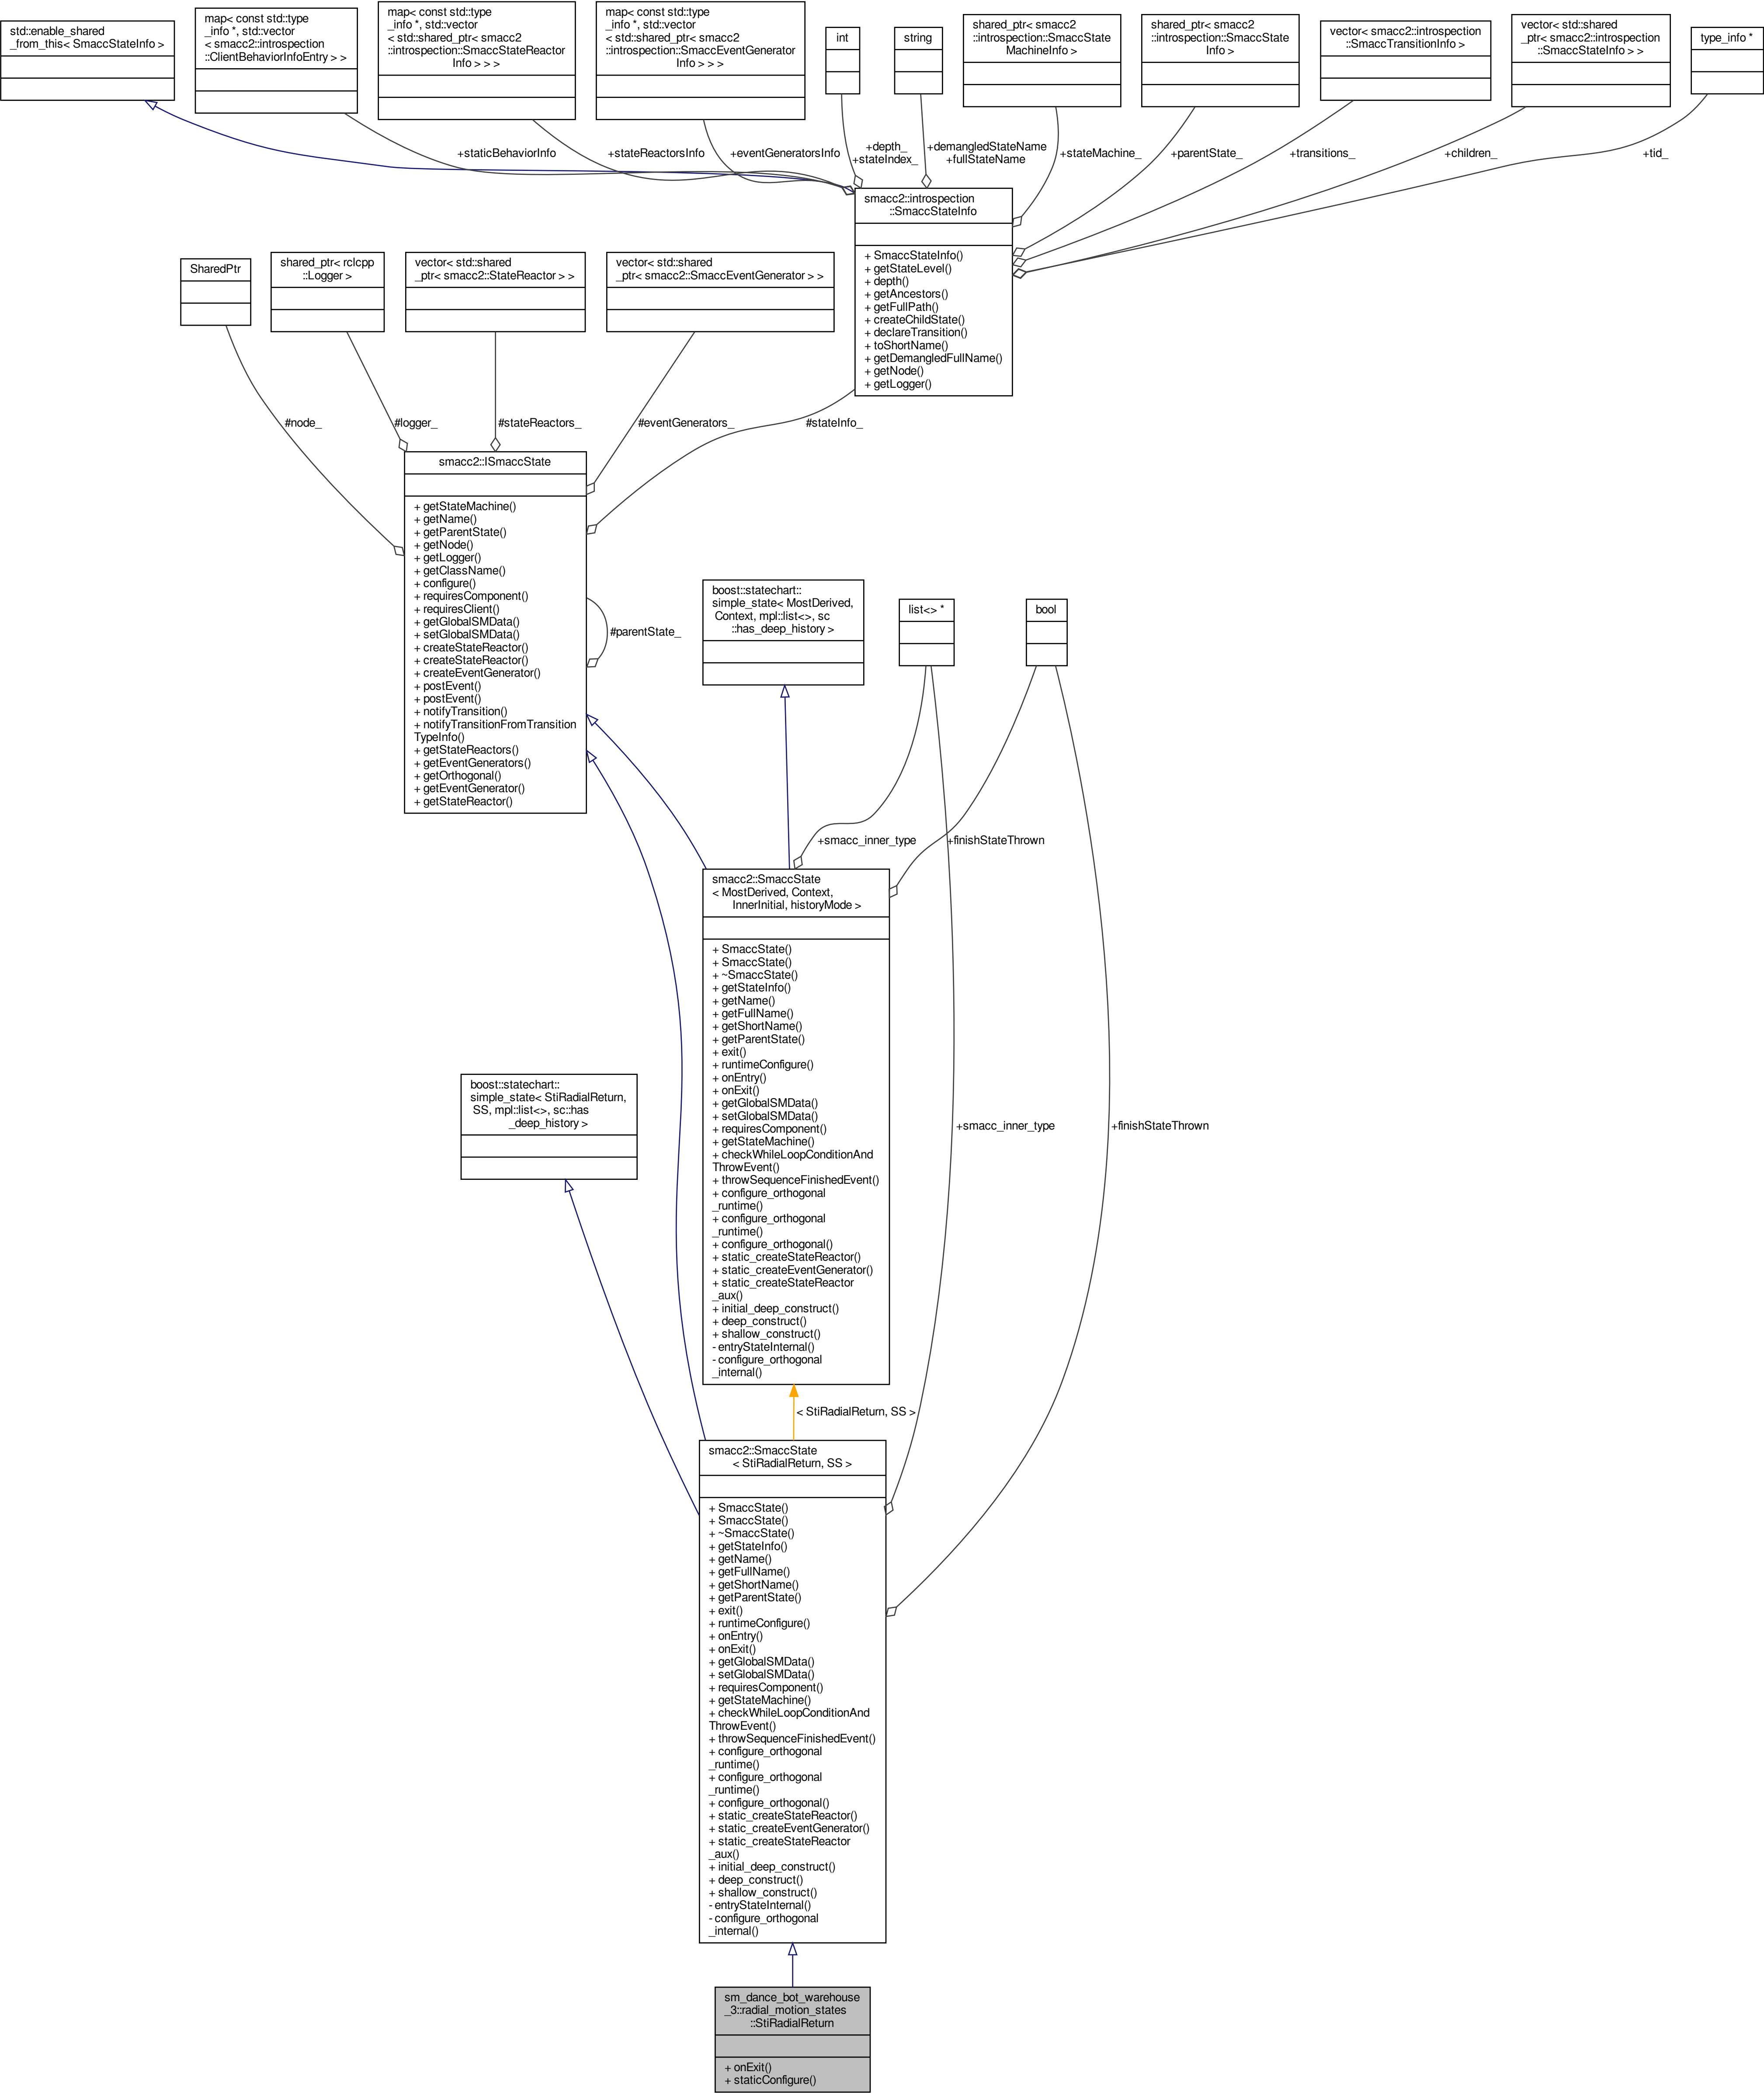 std::enable_shared
_from_this< SmaccStateInfo >
map< const std::type
_info *, std::vector
< smacc2::introspection
::ClientBehaviorInfoEntry > >
map< const std::type
_info *, std::vector
< std::shared_ptr< smacc2
::introspection::SmaccStateReactor
Info > > >
map< const std::type
_info *, std::vector
< std::shared_ptr< smacc2
::introspection::SmaccEventGenerator
Info > > >
int
string
shared_ptr< smacc2
::introspection::SmaccState
MachineInfo >
shared_ptr< smacc2
::introspection::SmaccState
Info >
vector< smacc2::introspection
::SmaccTransitionInfo >
vector< std::shared
_ptr< smacc2::introspection
::SmaccStateInfo > >
type_info *
+staticBehaviorInfo
+stateReactorsInfo
+eventGeneratorsInfo
+depth_
+stateIndex_
+demangledStateName
+fullStateName
+stateMachine_
+parentState_
+transitions_
+children_
+tid_
smacc2::introspection
::SmaccStateInfo
+ SmaccStateInfo()
+ getStateLevel()
+ depth()
+ getAncestors()
+ getFullPath()
+ createChildState()
+ declareTransition()
+ toShortName()
+ getDemangledFullName()
+ getNode()
+ getLogger()
SharedPtr
shared_ptr< rclcpp
::Logger >
vector< std::shared
_ptr< smacc2::StateReactor > >
vector< std::shared
_ptr< smacc2::SmaccEventGenerator > >
#node_
#logger_
#stateReactors_
#eventGenerators_
#stateInfo_
smacc2::ISmaccState
+ getStateMachine()
+ getName()
+ getParentState()
+ getNode()
+ getLogger()
+ getClassName()
+ configure()
+ requiresComponent()
+ requiresClient()
+ getGlobalSMData()
+ setGlobalSMData()
+ createStateReactor()
+ createStateReactor()
+ createEventGenerator()
+ postEvent()
+ postEvent()
+ notifyTransition()
+ notifyTransitionFromTransition
TypeInfo()
+ getStateReactors()
+ getEventGenerators()
+ getOrthogonal()
+ getEventGenerator()
+ getStateReactor()
#parentState_
boost::statechart::
simple_state< MostDerived,
Context, mpl::list<>, sc
::has_deep_history >
list<> *
bool
+smacc_inner_type
+finishStateThrown
smacc2::SmaccState
< MostDerived, Context,
InnerInitial, historyMode >
+ SmaccState()
+ SmaccState()
+ ~SmaccState()
+ getStateInfo()
+ getName()
+ getFullName()
+ getShortName()
+ getParentState()
+ exit()
+ runtimeConfigure()
+ onEntry()
+ onExit()
+ getGlobalSMData()
+ setGlobalSMData()
+ requiresComponent()
+ getStateMachine()
+ checkWhileLoopConditionAnd
ThrowEvent()
+ throwSequenceFinishedEvent()
+ configure_orthogonal
_runtime()
+ configure_orthogonal
_runtime()
+ configure_orthogonal()
+ static_createStateReactor()
+ static_createEventGenerator()
+ static_createStateReactor
_aux()
+ initial_deep_construct()
+ deep_construct()
+ shallow_construct()
- entryStateInternal()
- configure_orthogonal
_internal()
boost::statechart::
simple_state< StiRadialReturn,
SS, mpl::list<>, sc::has
_deep_history >
+smacc_inner_type
+finishStateThrown
< StiRadialReturn, SS >
smacc2::SmaccState
< StiRadialReturn, SS >
+ SmaccState()
+ SmaccState()
+ ~SmaccState()
+ getStateInfo()
+ getName()
+ getFullName()
+ getShortName()
+ getParentState()
+ exit()
+ runtimeConfigure()
+ onEntry()
+ onExit()
+ getGlobalSMData()
+ setGlobalSMData()
+ requiresComponent()
+ getStateMachine()
+ checkWhileLoopConditionAnd
ThrowEvent()
+ throwSequenceFinishedEvent()
+ configure_orthogonal
_runtime()
+ configure_orthogonal
_runtime()
+ configure_orthogonal()
+ static_createStateReactor()
+ static_createEventGenerator()
+ static_createStateReactor
_aux()
+ initial_deep_construct()
+ deep_construct()
+ shallow_construct()
- entryStateInternal()
- configure_orthogonal
_internal()
sm_dance_bot_warehouse
_3::radial_motion_states
::StiRadialReturn
+ onExit()
+ staticConfigure()